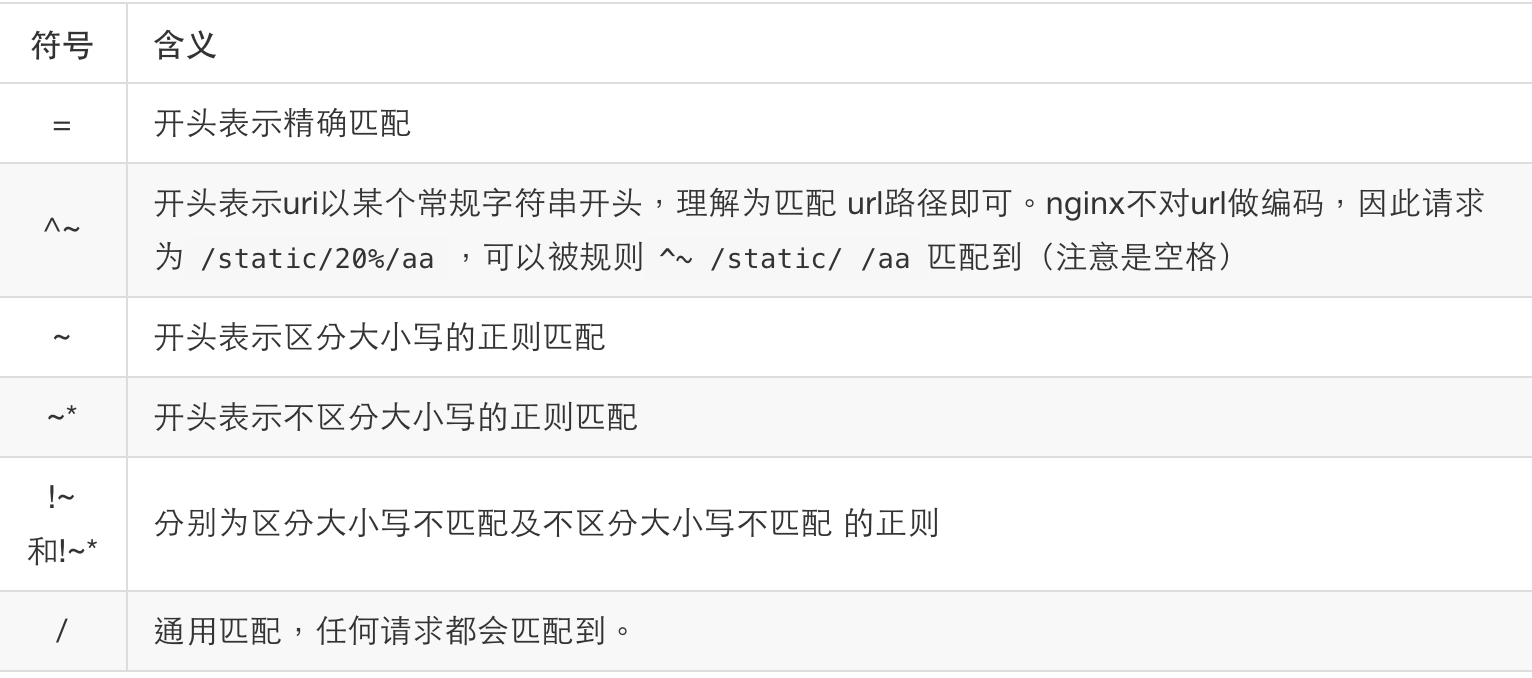 符号 含义
= 开头表示精确匹配
^~ 开头表示uri以某个常规字符串开头，理解为匹配 url路径即可。nginx不对url做编码，因此请求
为 /static/20%/aa ，可以被规则 ^~ /static/ /aa 匹配到（注意是空格）
~ 开头表示区分大小写的正则匹配
~* 开头表示不区分大小写的正则匹配
!~
和!~* 分别为区分大小写不匹配及不区分大小写不匹配 的正则
/ 通用匹配，任何请求都会匹配到。